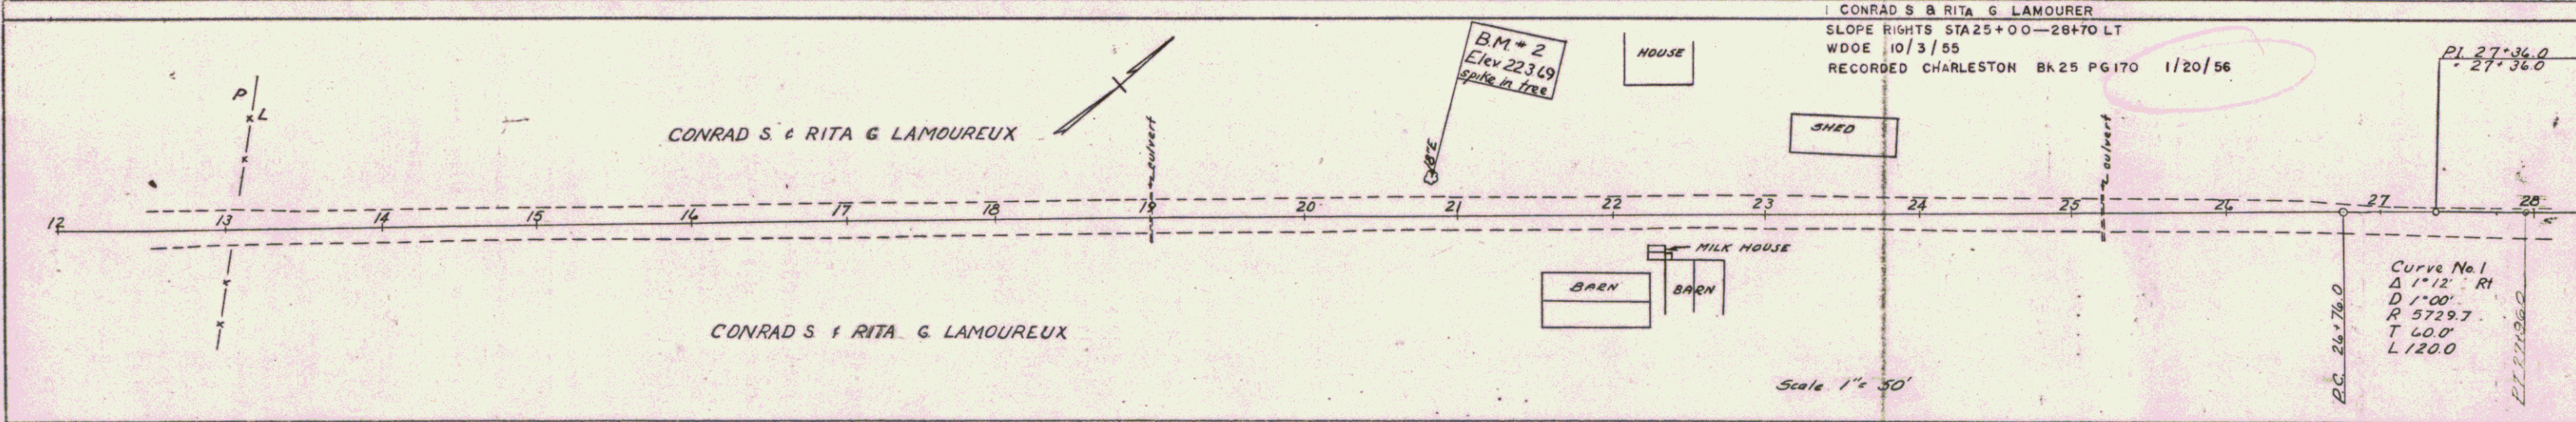 1 CONRAD S & RITA G LAMOURER
SLOPE RIGHTS STA 25+00—28+70 LT
WDOE 10/3/55
RECORDED CHARLESTON BK 25 PG 170 1/20/56
B.M. # 2
Elev 223.69
spike in tree
HOUSE
P.I. 27+36.0
27+36.0
P
L
CONRAD S. & RITA G LAMOUREUX
culvert
18"E
SHED
culvert
12 13 14 15 16 17 18 19 20 21 22 23 24 25 26 27 28
MILK HOUSE
BARN
BARN
CONRAD S & RITA G. LAMOUREUX
Curve No. 1
Δ 1°12' Rt
D 1°00'
R 5729.7
T 60.0'
L 120.0
P.C. 26+76.0
P.T. 27+96.0
Scale 1"= 50'